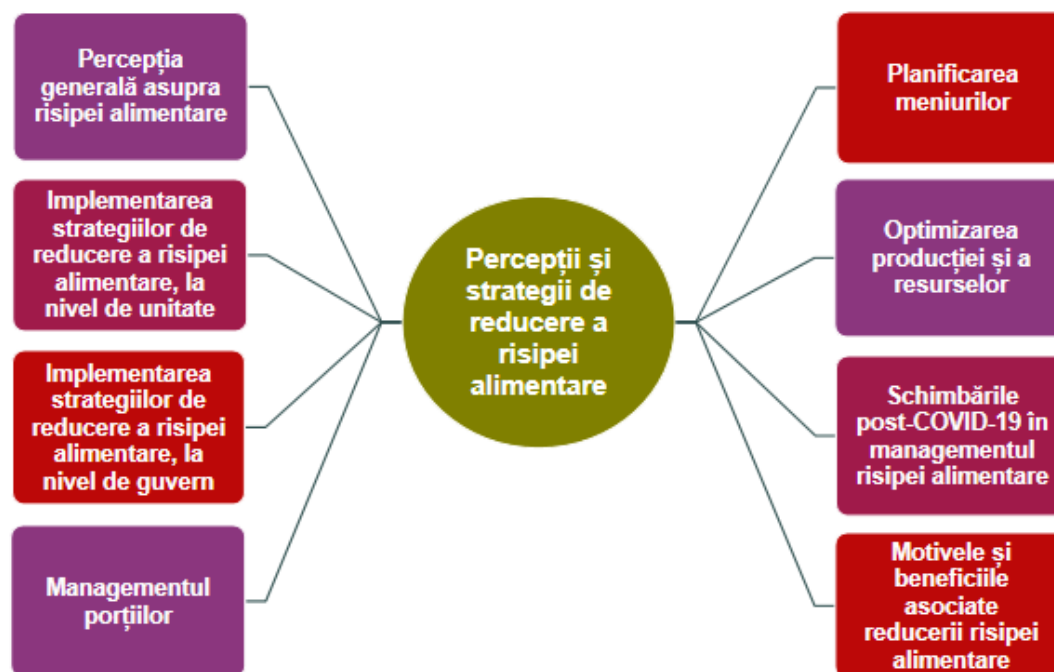 Percepția
generală asupra
risipei alimentare
Implementarea
strategiilor de
reducere a risipei
alimentare, la
nivel de unitate
Implementarea
strategiilor de
reducere a risipei
alimentare, la
nivel de guvern
Managementul
porțiilor
Percepții și
strategii de
reducere a
risipei
alimentare
Planificarea
meniurilor
Optimizarea
producției și a
resurselor
Schimbările
post-COVID-19 în
managementul
risipei alimentare
Motivele și
beneficiile
asociate
reducerii risipei
alimentare